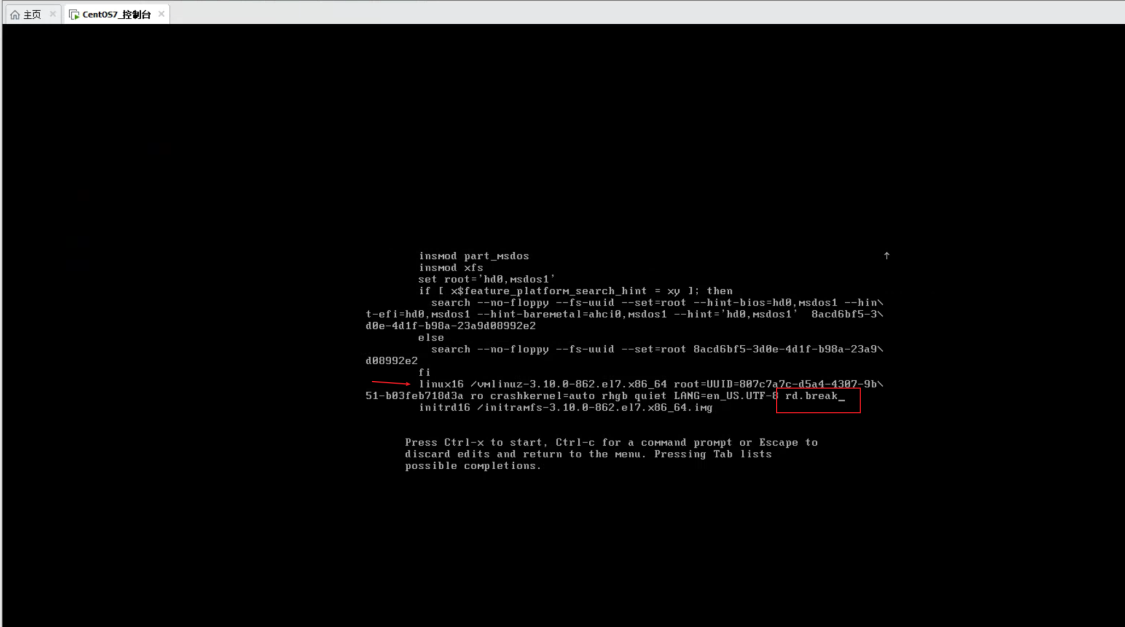 主页 × CentOS7_控制台 ×
insmod part_msdos ↑
insmod xfs
set root='hd0,msdos1'
if [ x$feature_platform_search_hint = xy ]; then
search --no-floppy --fs-uuid --set=root --hint-bios=hd0,msdos1 --hin\
t-efi=hd0,msdos1 --hint-baremetal=ahci0,msdos1 --hint='hd0,msdos1'  8acd6bf5-3\
d0e-4d1f-b98a-23a9d08992e2
else
search --no-floppy --fs-uuid --set=root 8acd6bf5-3d0e-4d1f-b98a-23a9\
d08992e2
fi
linux16 /vmlinuz-3.10.0-862.el7.x86_64 root=UUID=807c7a7c-d5a4-4307-9b\
51-b03feb718d3a ro crashkernel=auto rhgb quiet LANG=en_US.UTF-8 rd.break_
initrd16 /initramfs-3.10.0-862.el7.x86_64.img
Press Ctrl-x to start, Ctrl-c for a command prompt or Escape to
discard edits and return to the menu. Pressing Tab lists
possible completions.